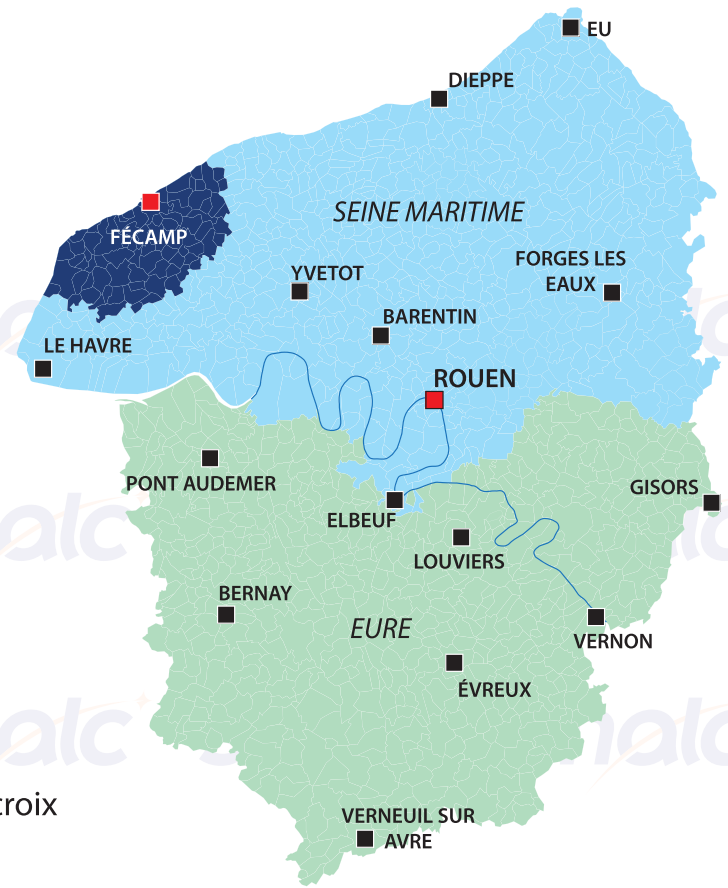 EU
DIEPPE
SEINE MARITIME
FÉCAMP
FORGES LES
EAUX
YVETOT
BARENTIN
LE HAVRE
ROUEN
PONT AUDEMER
GISORS
ELBEUF
LOUVIERS
BERNAY
EURE
VERNON
ÉVREUX
croix
VERNEUIL SUR
AVRE